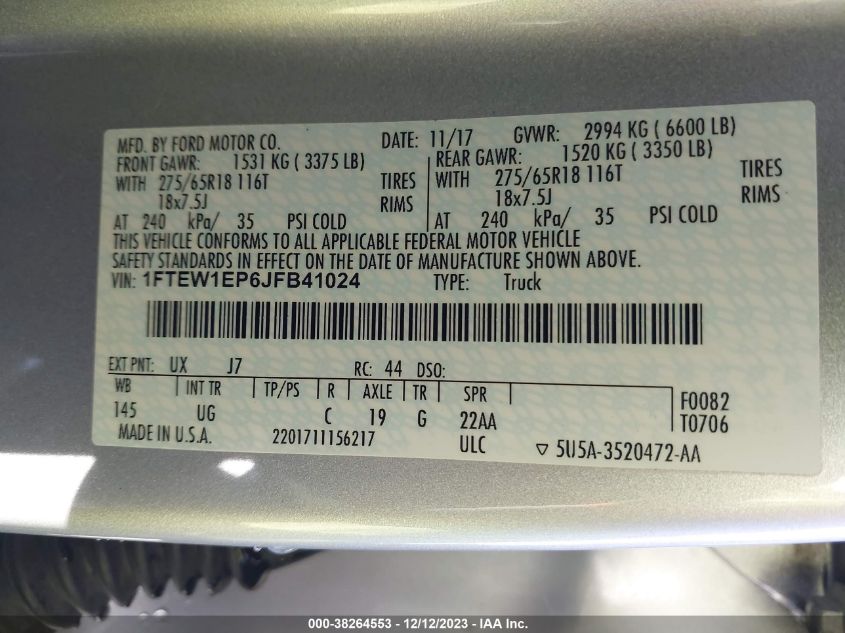 MFD. BY FORD MOTOR CO. DATE: 11/17 GVWR: 2994 KG ( 6600 LB)
FRONT GAWR: 1531 KG ( 3375 LB) REAR GAWR: 1520 KG ( 3350 LB)
WITH 275/65R18 116T TIRES WITH 275/65R18 116T TIRES
18x7.5J RIMS 18x7.5J RIMS
AT 240 kPa/ 35 PSI COLD AT 240 kPa/ 35 PSI COLD
THIS VEHICLE CONFORMS TO ALL APPLICABLE FEDERAL MOTOR VEHICLE
SAFETY STANDARDS IN EFFECT ON THE DATE OF MANUFACTURE SHOWN ABOVE.
VIN: 1FTEW1EP6JFB41024 TYPE: Truck
EXT PNT: UX J7 RC: 44 DSO:
WB INT TR TP/PS R AXLE TR SPR F0082
145 UG C 19 G 22AA T0706
MADE IN U.S.A. 2201711156217 ULC ▽ 5U5A-3520472-AA
000-38264553 - 12/12/2023 - IAA Inc.